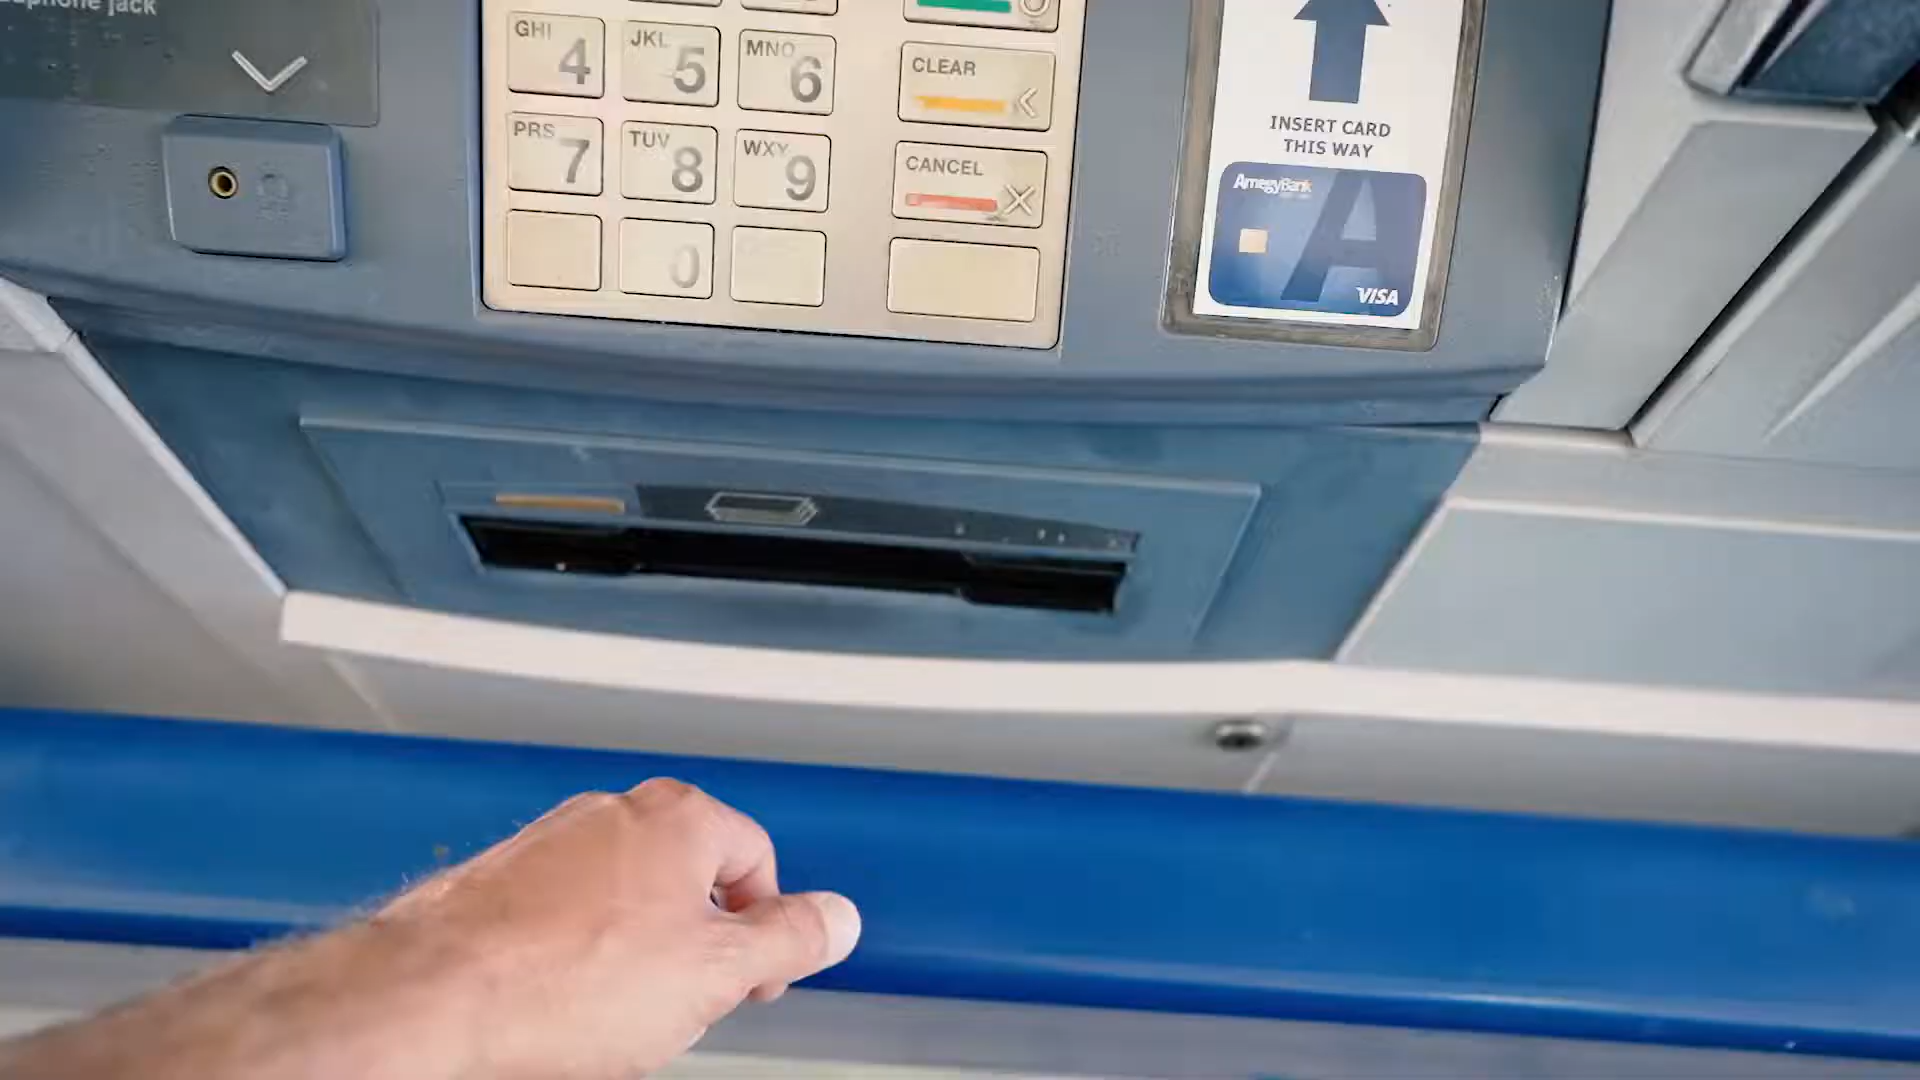 phone jack
GHI 4
JKL 5
MNO 6
CLEAR
PRS 7
TUV 8
WXY 9
CANCEL
0
INSERT CARD
THIS WAY
AmegyBank
A
VISA